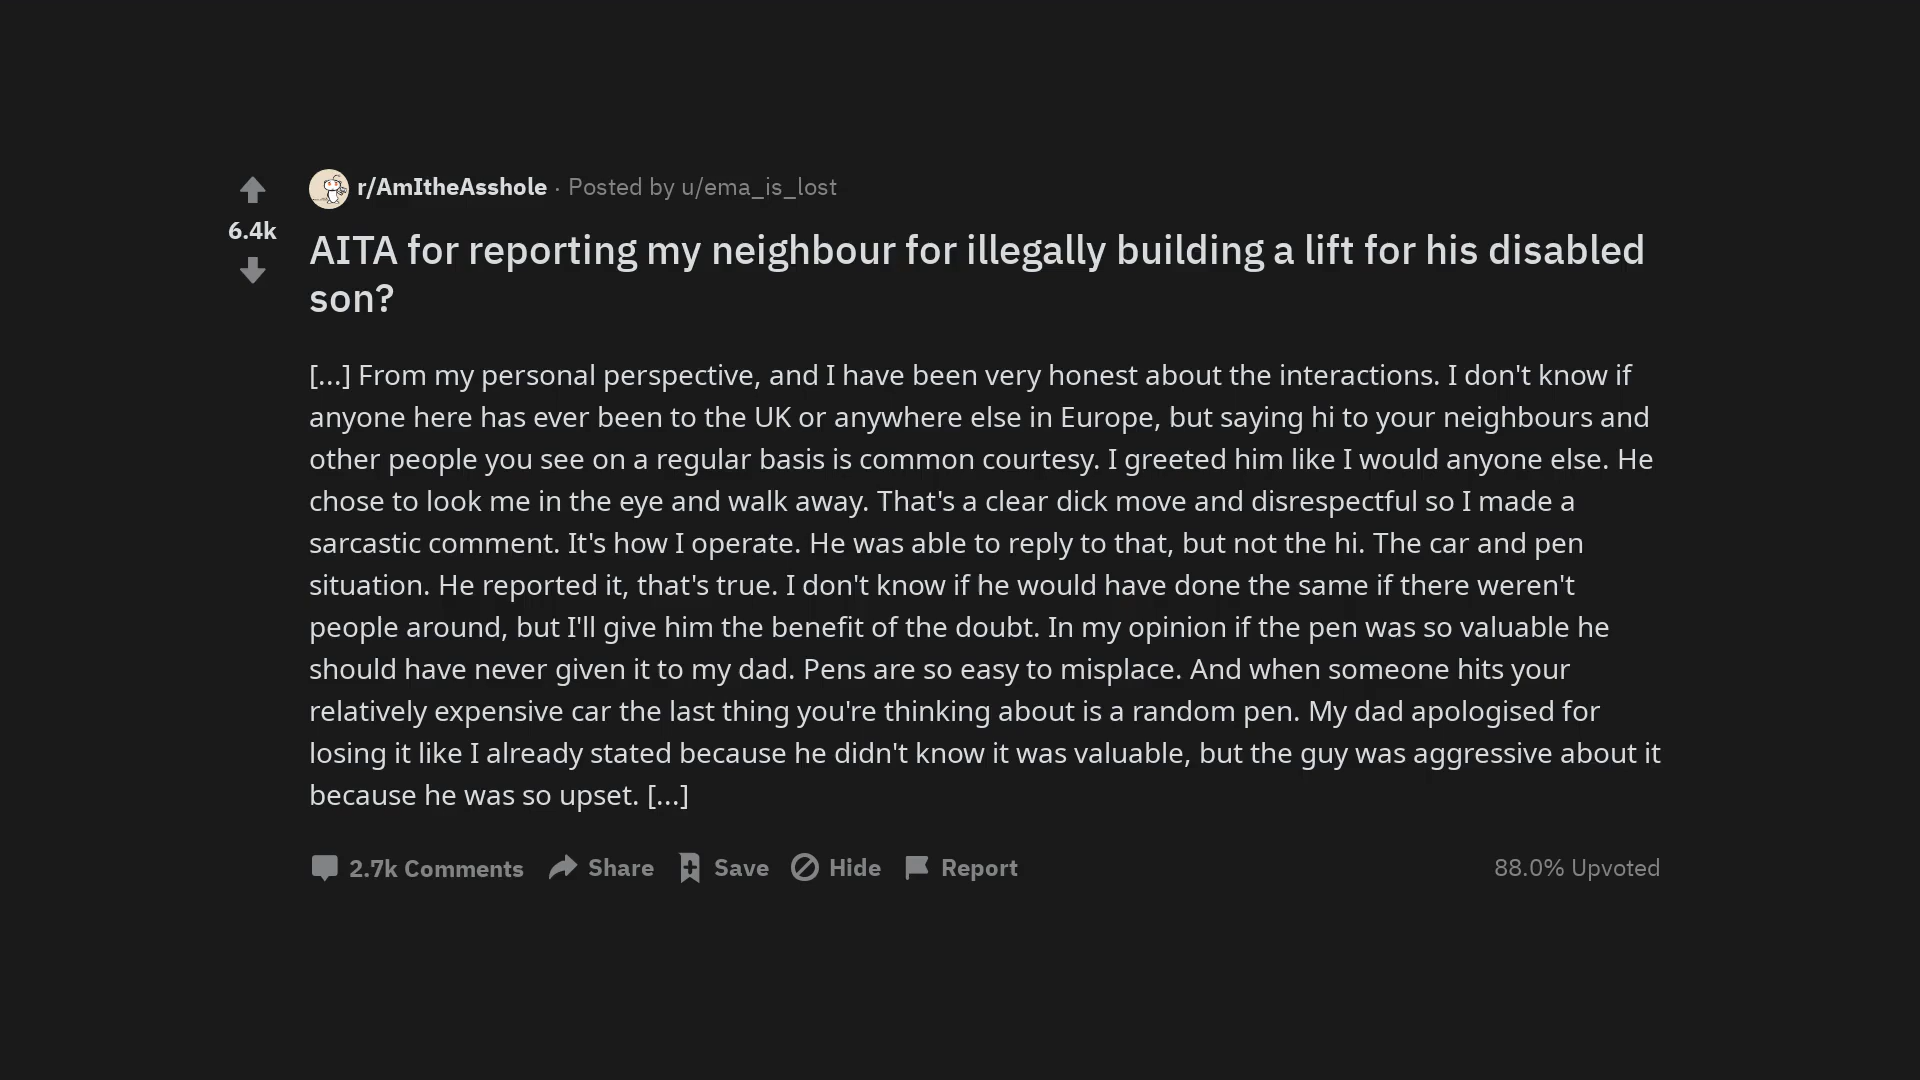 r/AmItheAsshole · Posted by u/ema_is_lost
6.4k
AITA for reporting my neighbour for illegally building a lift for his disabled
son?
[...] From my personal perspective, and I have been very honest about the interactions. I don't know if
anyone here has ever been to the UK or anywhere else in Europe, but saying hi to your neighbours and
other people you see on a regular basis is common courtesy. I greeted him like I would anyone else. He
chose to look me in the eye and walk away. That's a clear dick move and disrespectful so I made a
sarcastic comment. It's how I operate. He was able to reply to that, but not the hi. The car and pen
situation. He reported it, that's true. I don't know if he would have done the same if there weren't
people around, but I'll give him the benefit of the doubt. In my opinion if the pen was so valuable he
should have never given it to my dad. Pens are so easy to misplace. And when someone hits your
relatively expensive car the last thing you're thinking about is a random pen. My dad apologised for
losing it like I already stated because he didn't know it was valuable, but the guy was aggressive about it
because he was so upset. [...]
2.7k Comments Share Save Hide Report 88.0% Upvoted